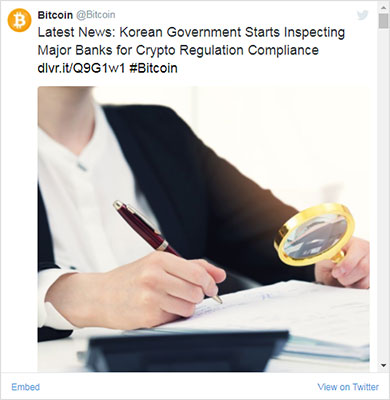 Bitcoin @Bitcoin
Latest News: Korean Government Starts Inspecting
Major Banks for Crypto Regulation Compliance
dlvr.it/Q9G1w1 #Bitcoin
Embed
View on Twitter